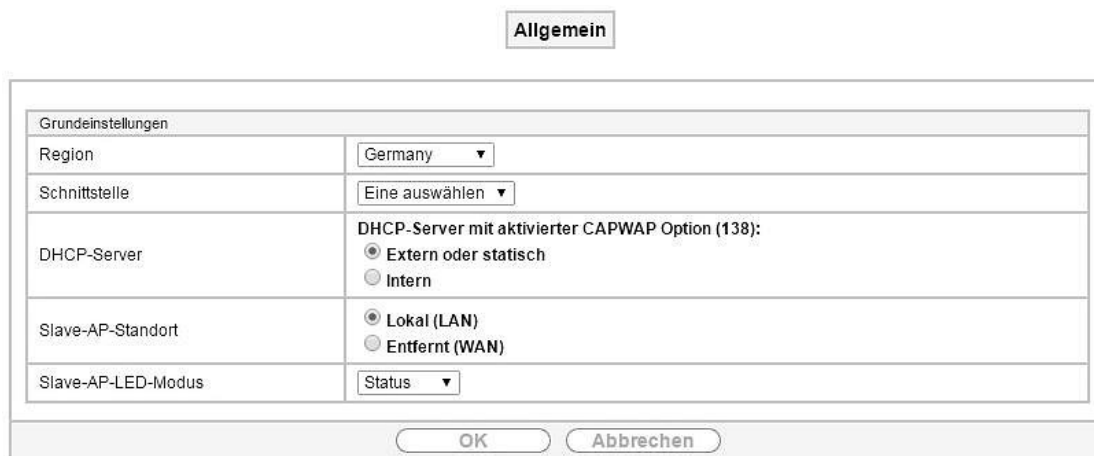 Allgemein
Grundeinstellungen
Region Germany
Schnittstelle Eine auswählen
DHCP-Server DHCP-Server mit aktivierter CAPWAP Option (138):
Extern oder statisch
Intern
Slave-AP-Standort Lokal (LAN)
Entfernt (WAN)
Slave-AP-LED-Modus Status
OK Abbrechen